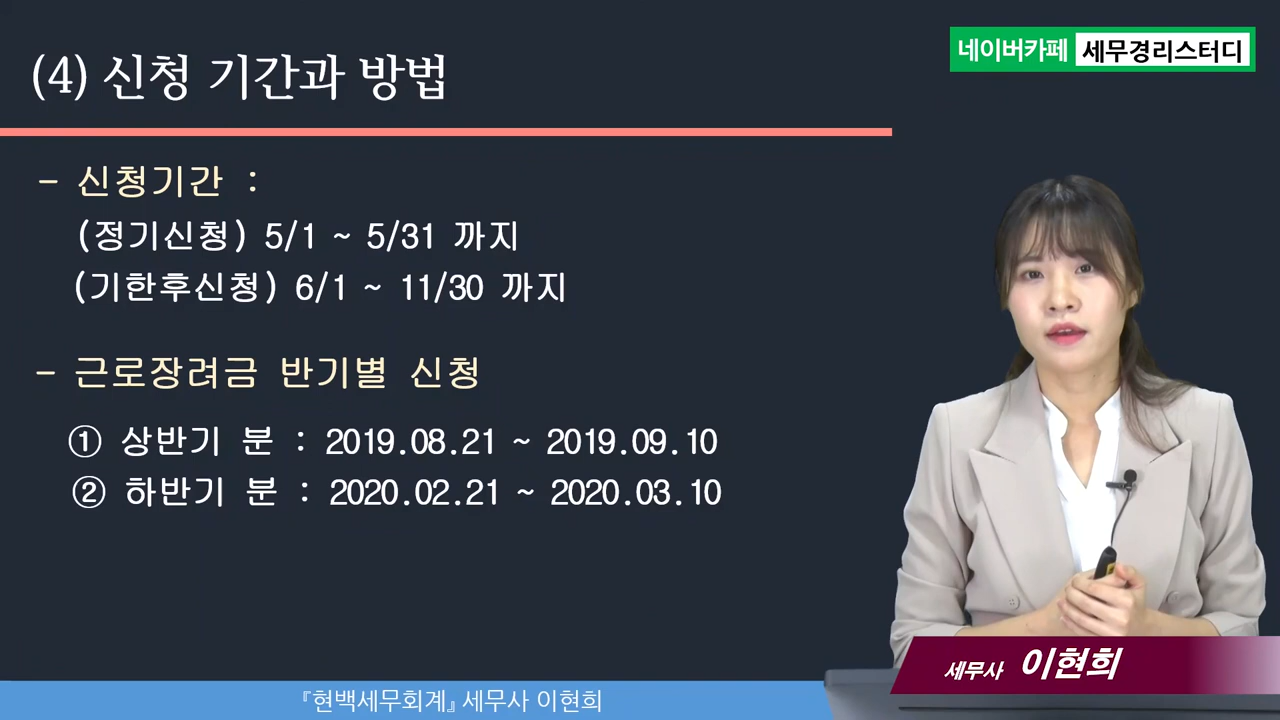 (4) 신청 기간과 방법
네이버카페 세무경리스터디
- 신청기간 :
(정기신청) 5/1 ~ 5/31 까지
(기한후신청) 6/1 ~ 11/30 까지
- 근로장려금 반기별 신청
① 상반기 분 : 2019.08.21 ~ 2019.09.10
② 하반기 분 : 2020.02.21 ~ 2020.03.10
세무사 이현희
『현백세무회계』 세무사 이현희